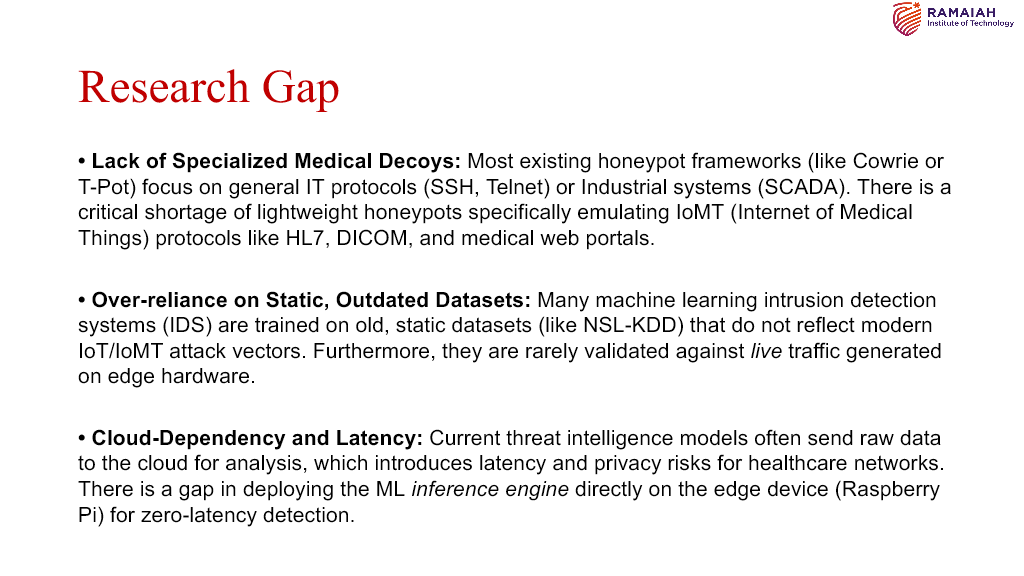 RAMAIAH
Institute of Technology
Research Gap
• Lack of Specialized Medical Decoys: Most existing honeypot frameworks (like Cowrie or
T-Pot) focus on general IT protocols (SSH, Telnet) or Industrial systems (SCADA). There is a
critical shortage of lightweight honeypots specifically emulating IoMT (Internet of Medical
Things) protocols like HL7, DICOM, and medical web portals.
• Over-reliance on Static, Outdated Datasets: Many machine learning intrusion detection
systems (IDS) are trained on old, static datasets (like NSL-KDD) that do not reflect modern
IoT/IoMT attack vectors. Furthermore, they are rarely validated against live traffic generated
on edge hardware.
• Cloud-Dependency and Latency: Current threat intelligence models often send raw data
to the cloud for analysis, which introduces latency and privacy risks for healthcare networks.
There is a gap in deploying the ML inference engine directly on the edge device (Raspberry
Pi) for zero-latency detection.